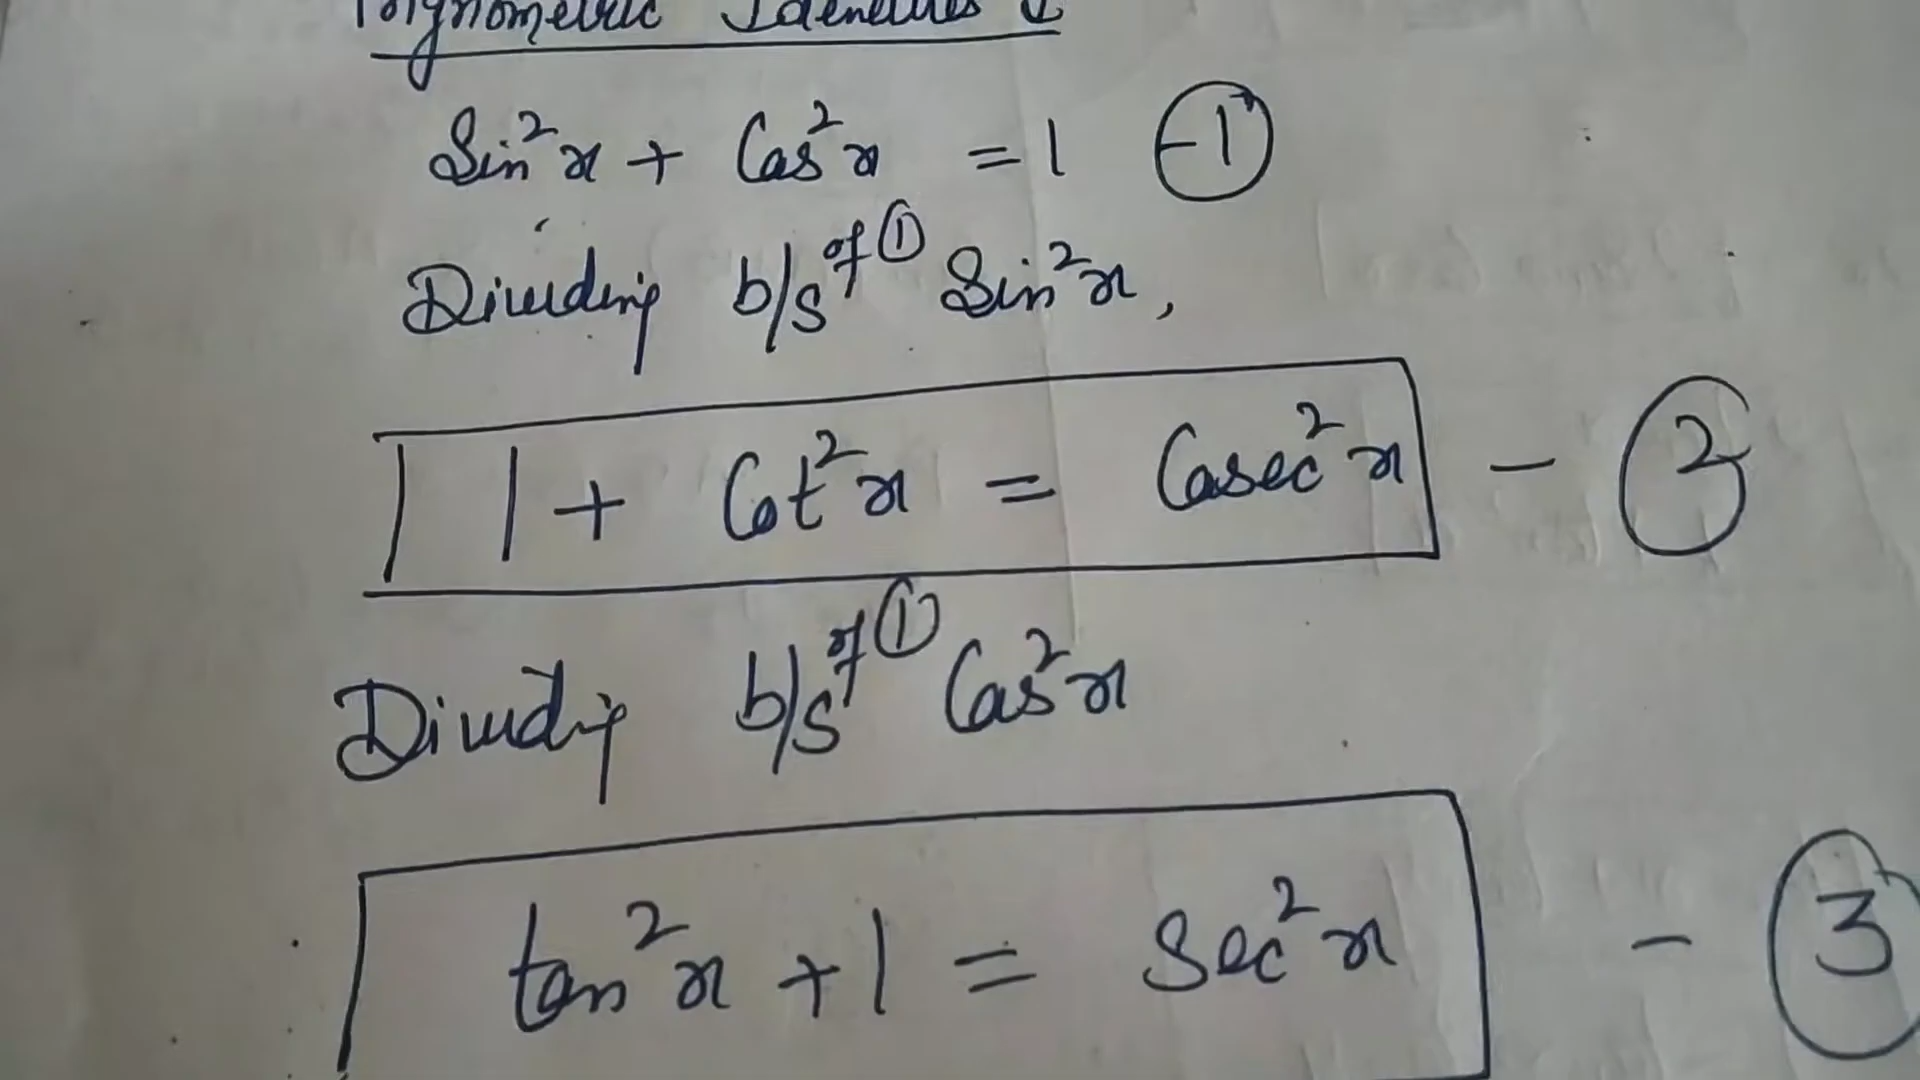 Trignometric Identities
Sin²x + Cos²x = 1 -1
Dividing b/s of ① Sin²x,
1 + Cot²x = Cosec²x - ②
Dividing b/s of ① Cos²x
tan²x + 1 = Sec²x - ③